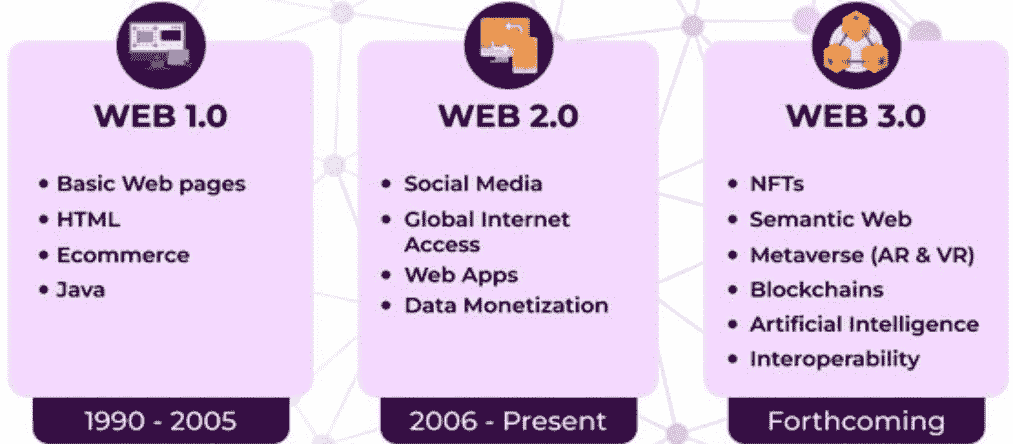 WEB 1.0
• Basic Web pages
• HTML
• Ecommerce
• Java
1990 - 2005
WEB 2.0
• Social Media
• Global Internet
Access
• Web Apps
• Data Monetization
2006 - Present
WEB 3.0
• NFTs
• Semantic Web
• Metaverse (AR & VR)
• Blockchains
• Artificial Intelligence
• Interoperability
Forthcoming